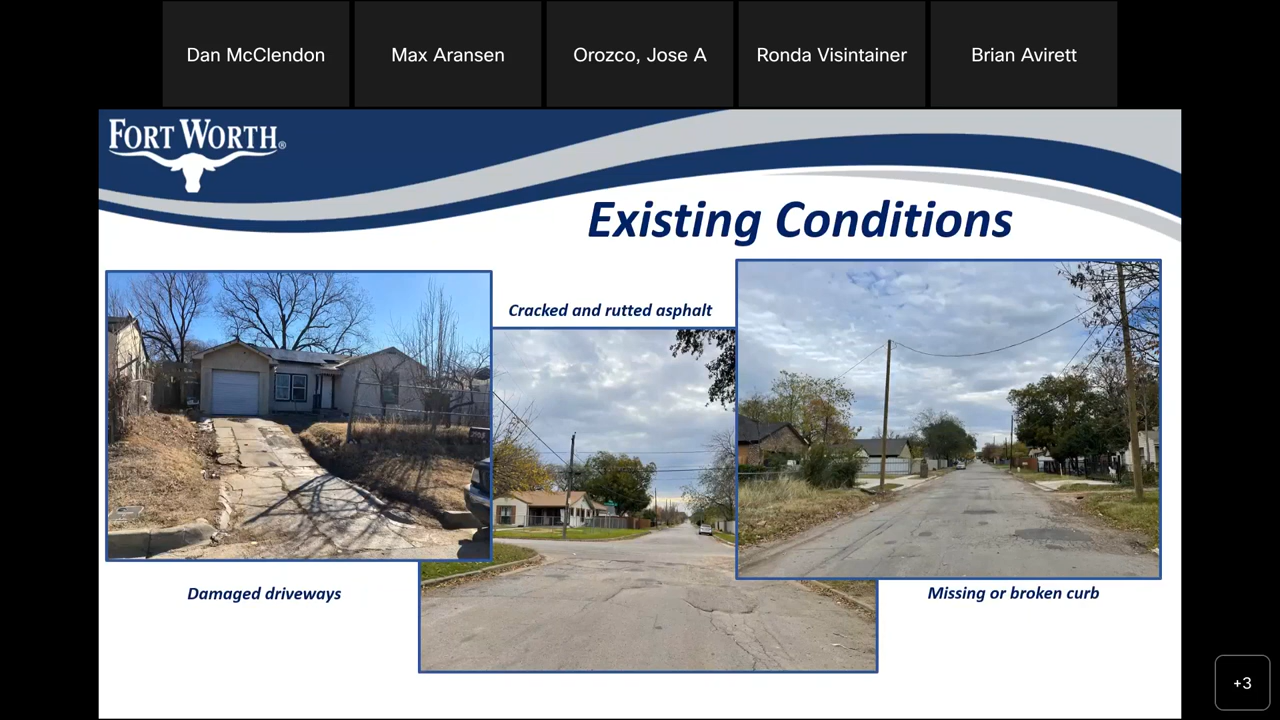 Dan McClendon
Max Aransen
Orozco, Jose A
Ronda Visintainer
Brian Avirett
FORT WORTH®
Existing Conditions
Cracked and rutted asphalt
Damaged driveways
Missing or broken curb
+3